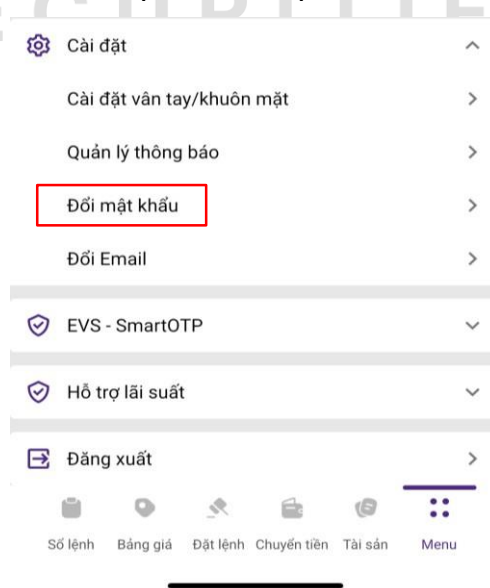 Cài đặt
Cài đặt vân tay/khuôn mặt
Quản lý thông báo
Đổi mật khẩu
Đổi Email
EVS - SmartOTP
Hỗ trợ lãi suất
Đăng xuất
Sổ lệnh Bảng giá Đặt lệnh Chuyển tiền Tài sản Menu